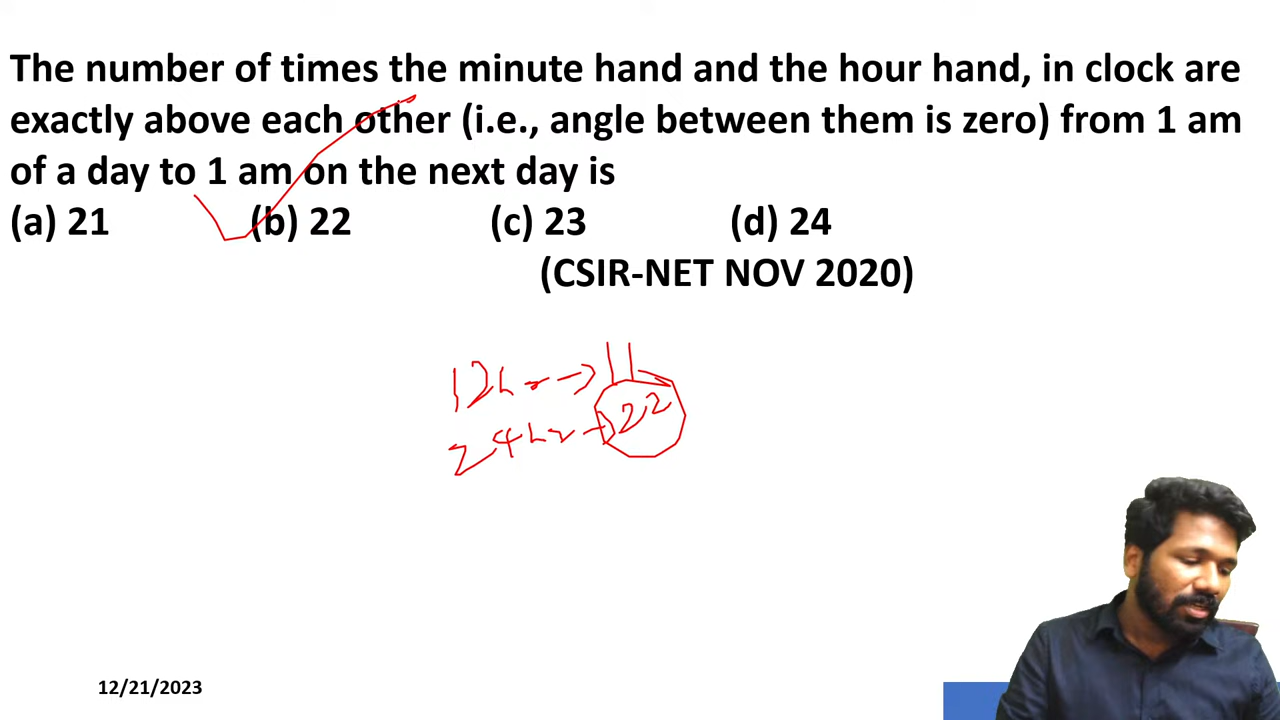 The number of times the minute hand and the hour hand, in clock are
exactly above each other (i.e., angle between them is zero) from 1 am
of a day to 1 am on the next day is
(a) 21 (b) 22 (c) 23 (d) 24
(CSIR-NET NOV 2020)
12hr → 11
24hr → 22
12/21/2023